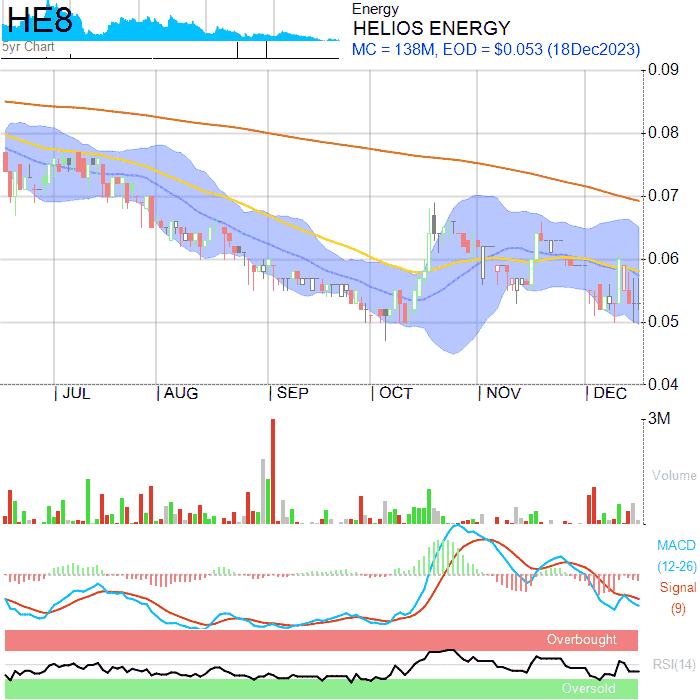 HE8
5yr Chart
Energy
HELIOS ENERGY
MC = 138M, EOD = $0.053 (18Dec2023)
0.09
0.08
0.07
0.06
0.05
0.04
JUL AUG SEP OCT NOV DEC
3M
Volume
MACD
(12-26)
Signal
(9)
Overbought
RSI(14)
Oversold